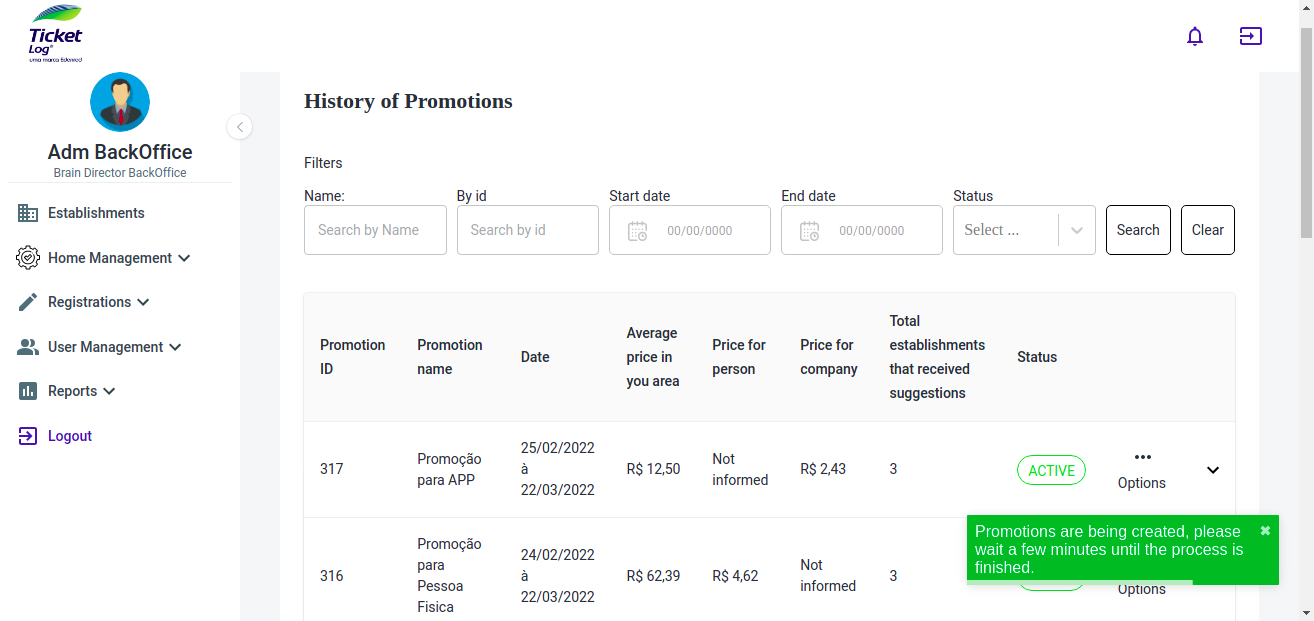 Ticket
Log®
uma marca Edenred
Adm BackOffice
Brain Director BackOffice
Establishments
Home Management
Registrations
User Management
Reports
Logout
History of Promotions
Filters
Name:
By id
Start date
End date
Status
Search by Name
Search by id
00/00/0000
00/00/0000
Select ...
Search
Clear
Promotion
ID
Promotion
name
Date
Average
price in
you area
Price for
person
Price for
company
Total
establishments
that received
suggestions
Status
317
Promoção
para APP
25/02/2022
à
22/03/2022
R$ 12,50
Not
informed
R$ 2,43
3
ACTIVE
Options
316
Promoção
para
Pessoa
Fisica
24/02/2022
à
22/03/2022
R$ 62,39
R$ 4,62
Not
informed
3
Options
Promotions are being created, please
wait a few minutes until the process is
finished.